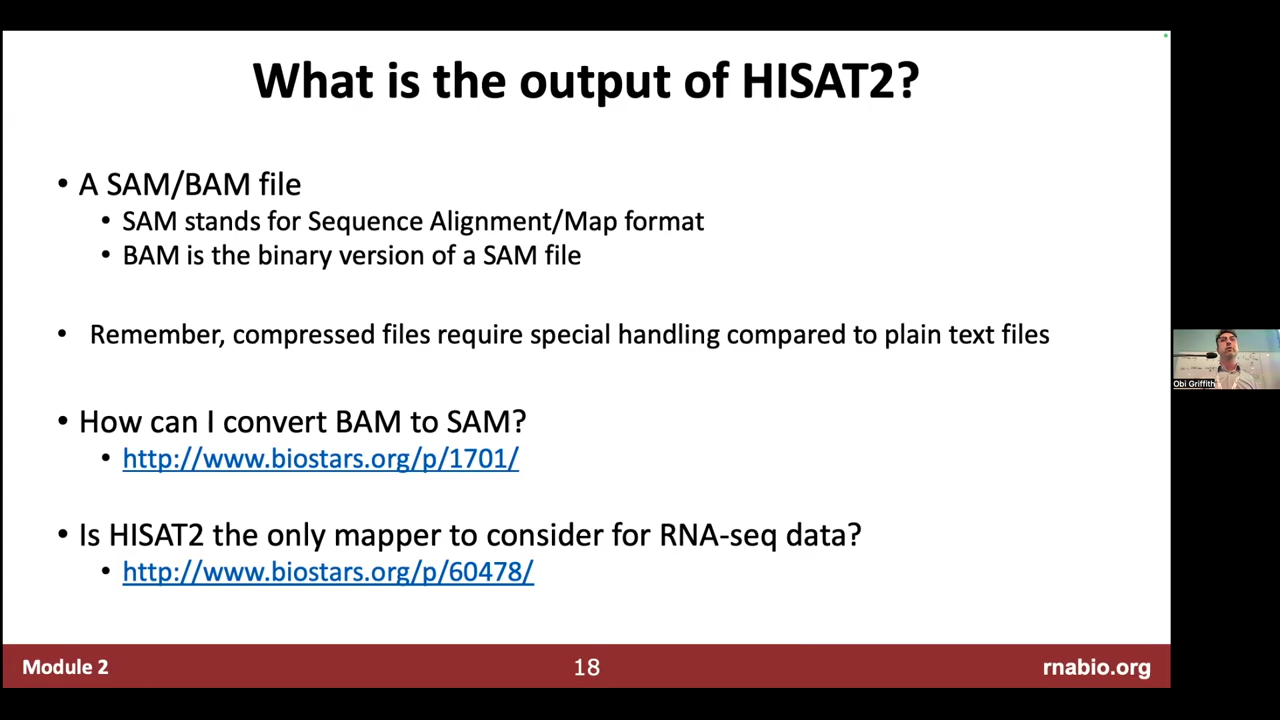 What is the output of HISAT2?
• A SAM/BAM file
• SAM stands for Sequence Alignment/Map format
• BAM is the binary version of a SAM file
• Remember, compressed files require special handling compared to plain text files
• How can I convert BAM to SAM?
• http://www.biostars.org/p/1701/
• Is HISAT2 the only mapper to consider for RNA-seq data?
• http://www.biostars.org/p/60478/
Obi Griffith
Module 2
18
rnabio.org